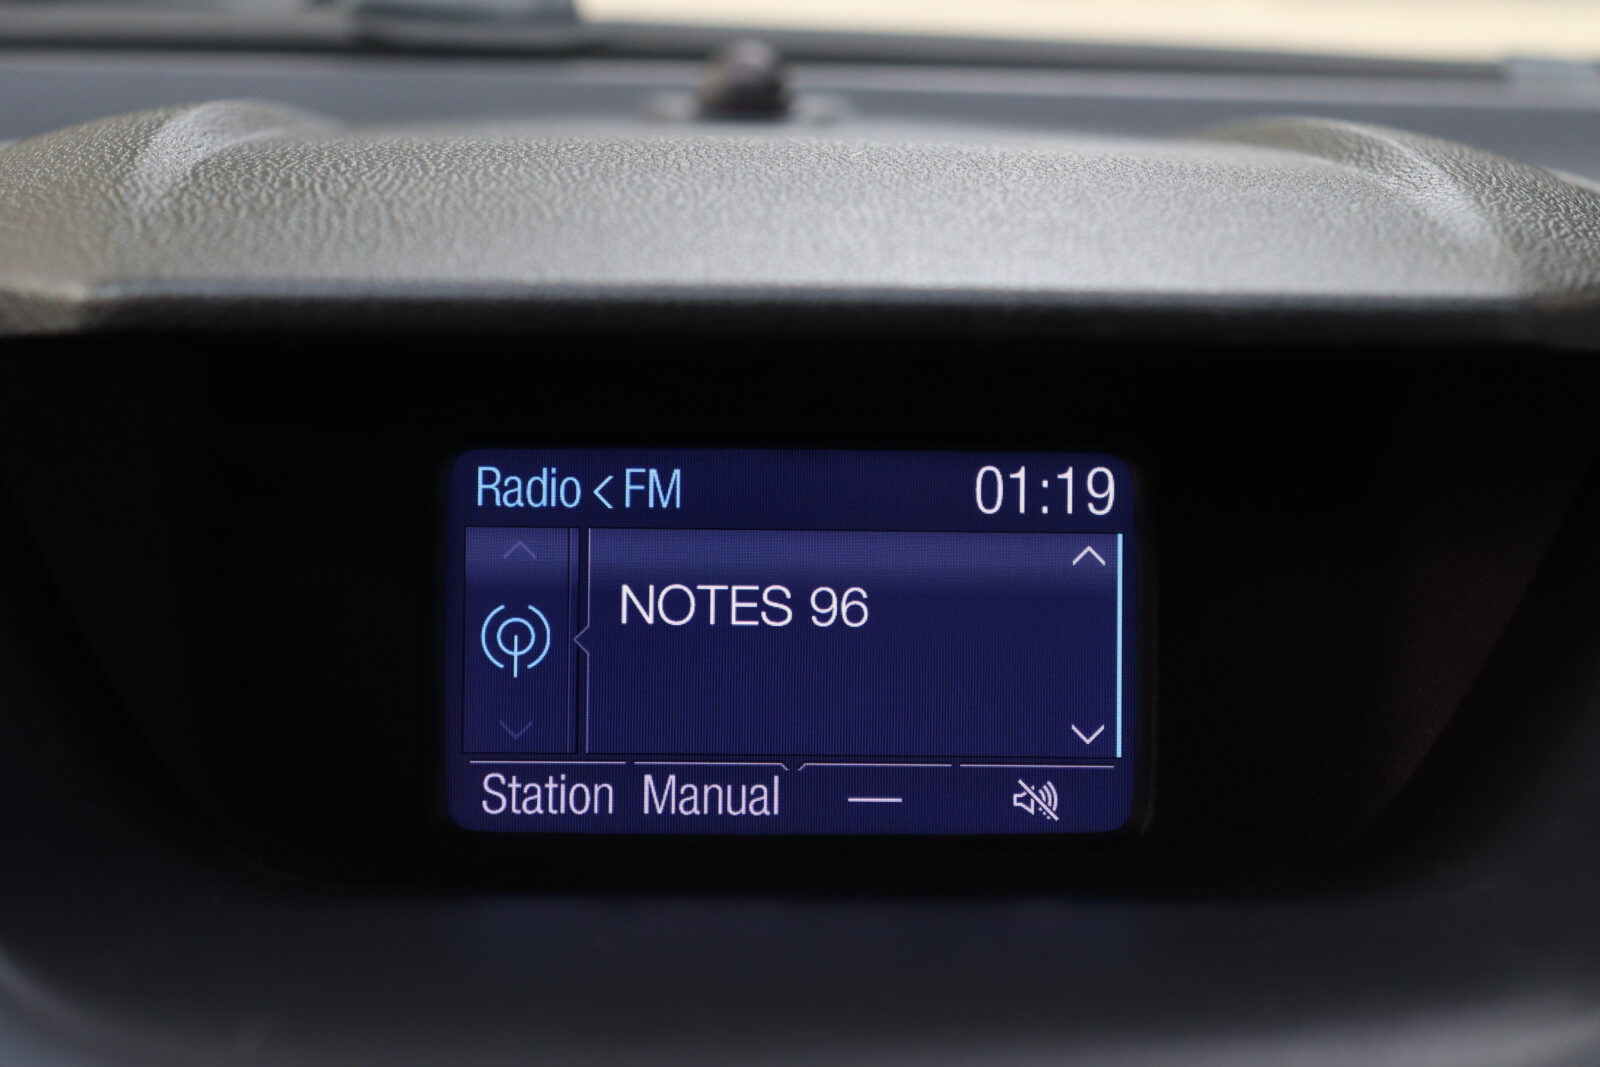 Radio < FM 01:19
NOTES 96
Station Manual —